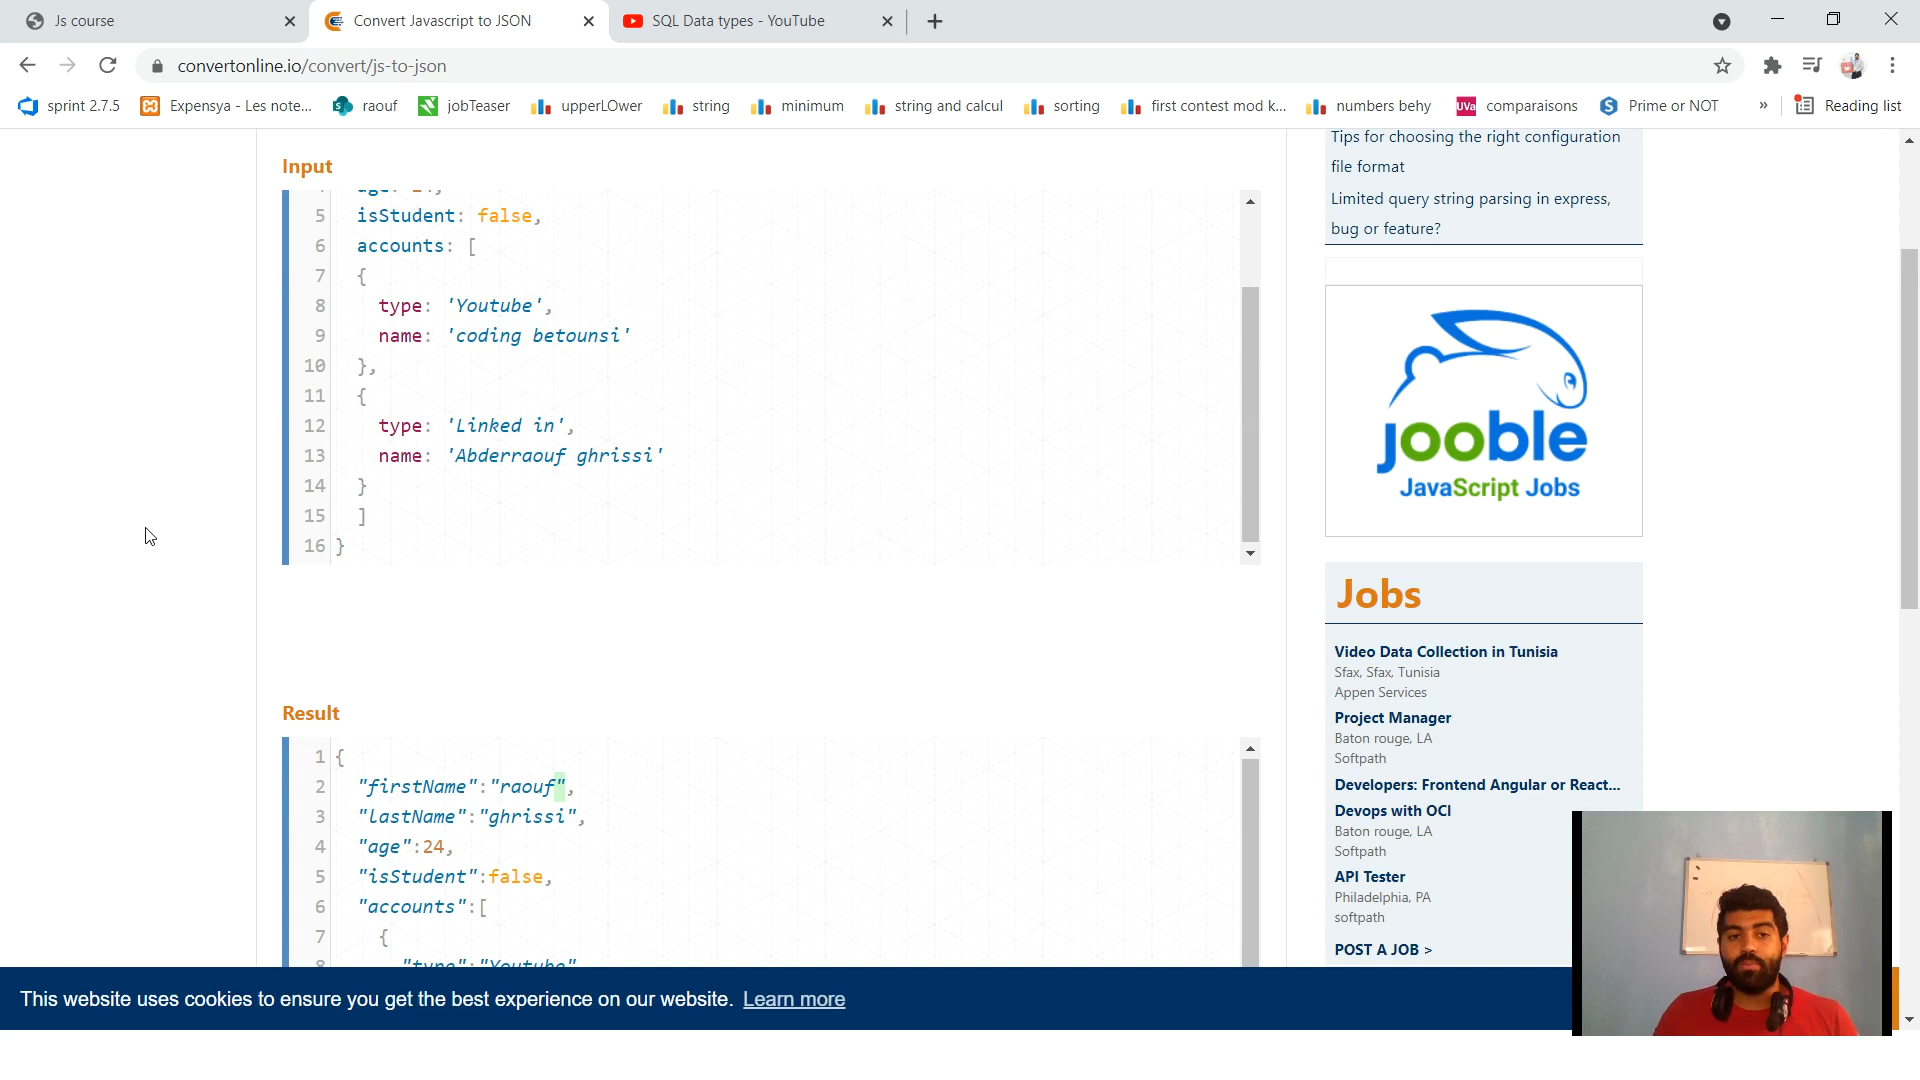 Js course
Convert Javascript to JSON
SQL Data types - YouTube
convertonline.io/convert/js-to-json
sprint 2.7.5
Expensya - Les note...
raouf
jobTeaser
upperLOwer
string
minimum
string and calcul
sorting
first contest mod k...
numbers behy
UVa
comparaisons
Prime or NOT
»
Reading list
Input
5 isStudent: false,
6 accounts: [
7 {
8 type: 'Youtube',
9 name: 'coding betounsi'
10 },
11 {
12 type: 'Linked in',
13 name: 'Abderraouf ghrissi'
14 }
15 ]
16 }
Result
1 {
2 "firstName":"raouf",
3 "lastName":"ghrissi",
4 "age":24,
5 "isStudent":false,
6 "accounts":[
7 {
8 "type":"Youtube"
Tips for choosing the right configuration
file format
Limited query string parsing in express,
bug or feature?
jooble
JavaScript Jobs
Jobs
Video Data Collection in Tunisia
Sfax, Sfax, Tunisia
Appen Services
Project Manager
Baton rouge, LA
Softpath
Developers: Frontend Angular or React...
Devops with OCI
Baton rouge, LA
Softpath
API Tester
Philadelphia, PA
softpath
POST A JOB >
This website uses cookies to ensure you get the best experience on our website. Learn more